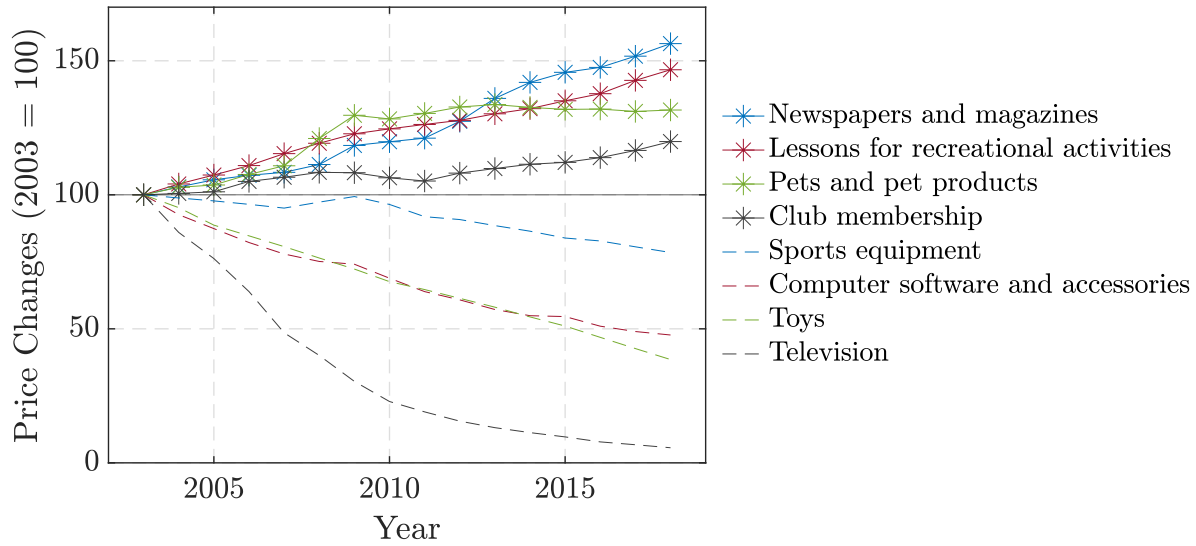 Price Changes (2003 = 100)
150
100
50
0
2005
2010
2015
Year
Newspapers and magazines
Lessons for recreational activities
Pets and pet products
Club membership
Sports equipment
Computer software and accessories
Toys
Television